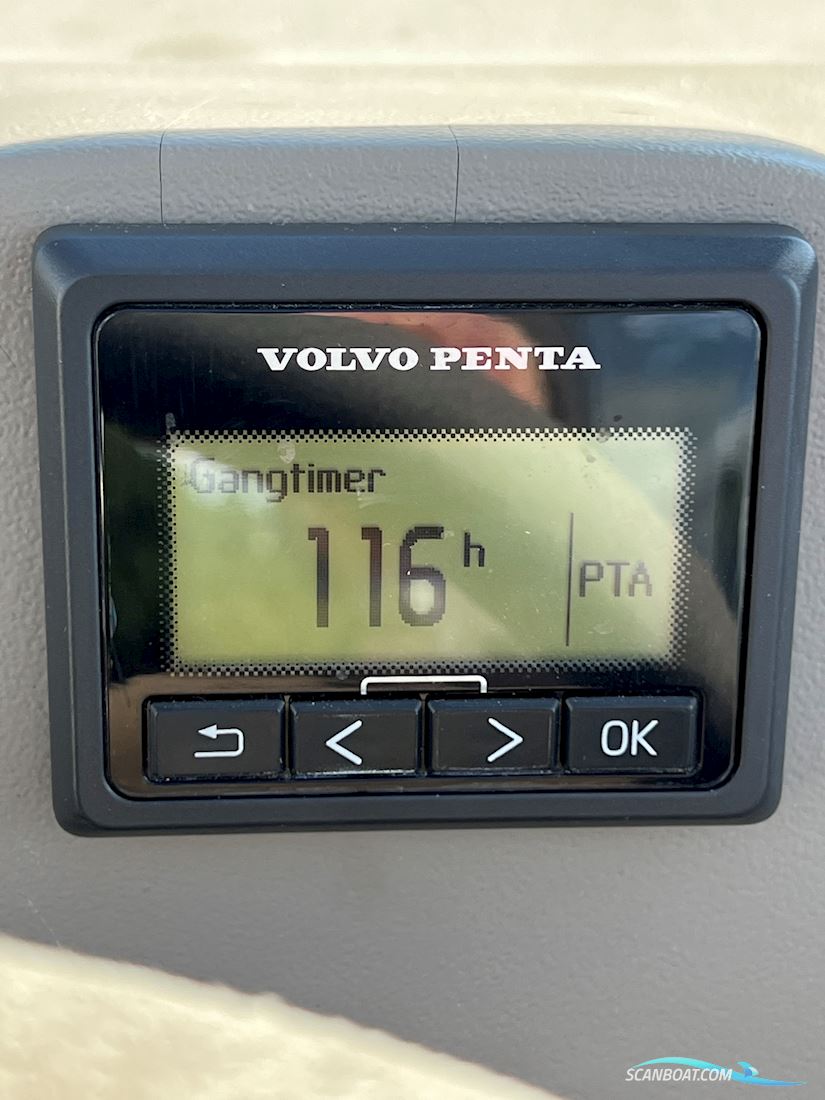 VOLVO PENTA
Gangtimer
116 h
PTA
< > OK
SCANBOAT.COM